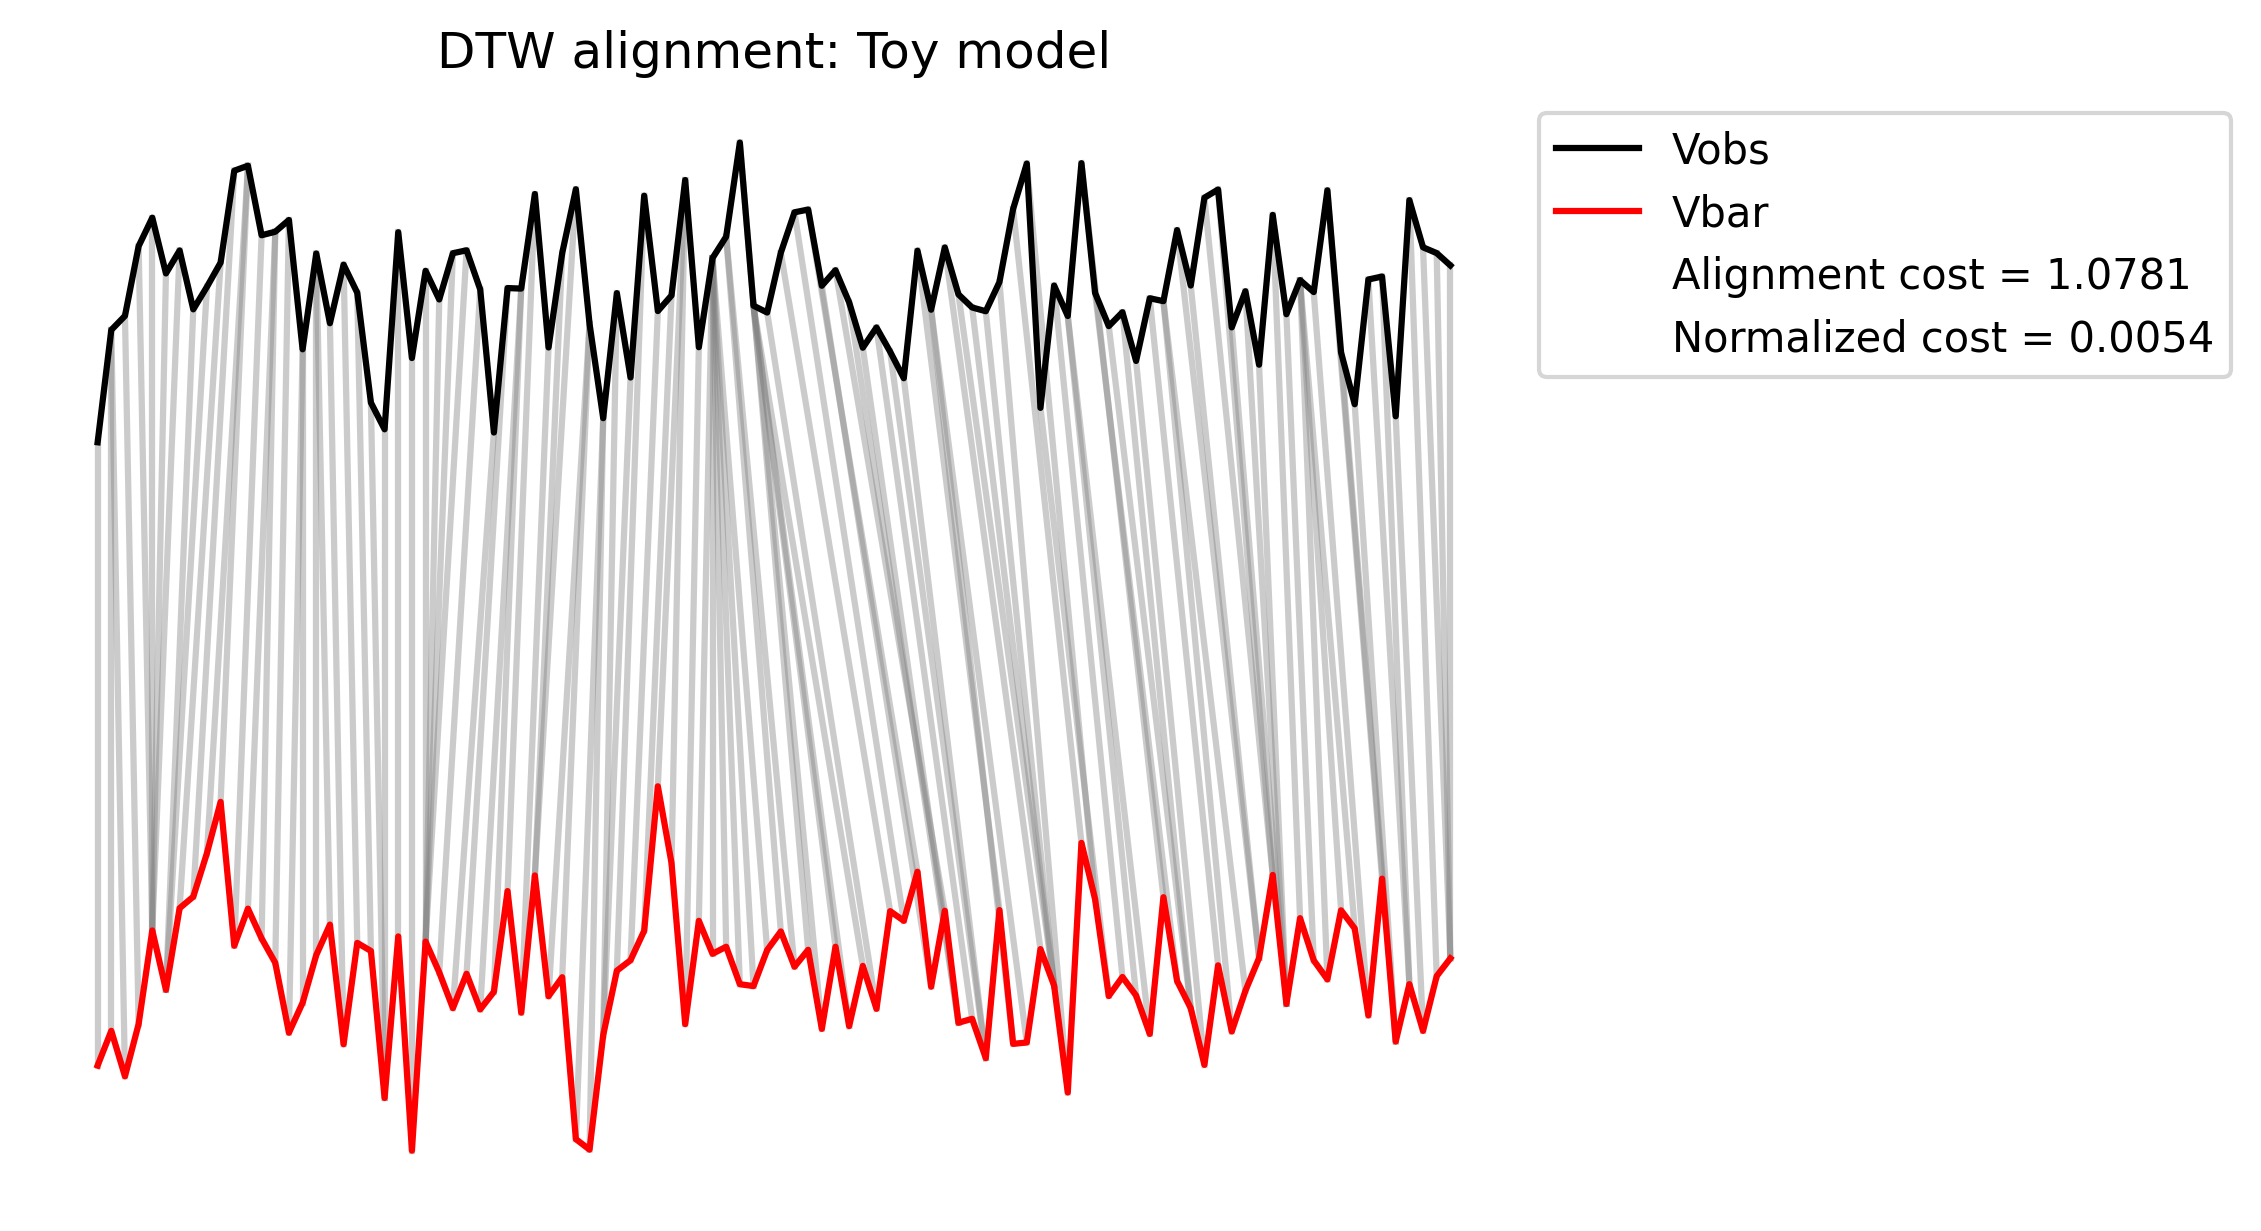 DTW alignment: Toy model
Vobs
Vbar
Alignment cost = 1.0781
Normalized cost = 0.0054